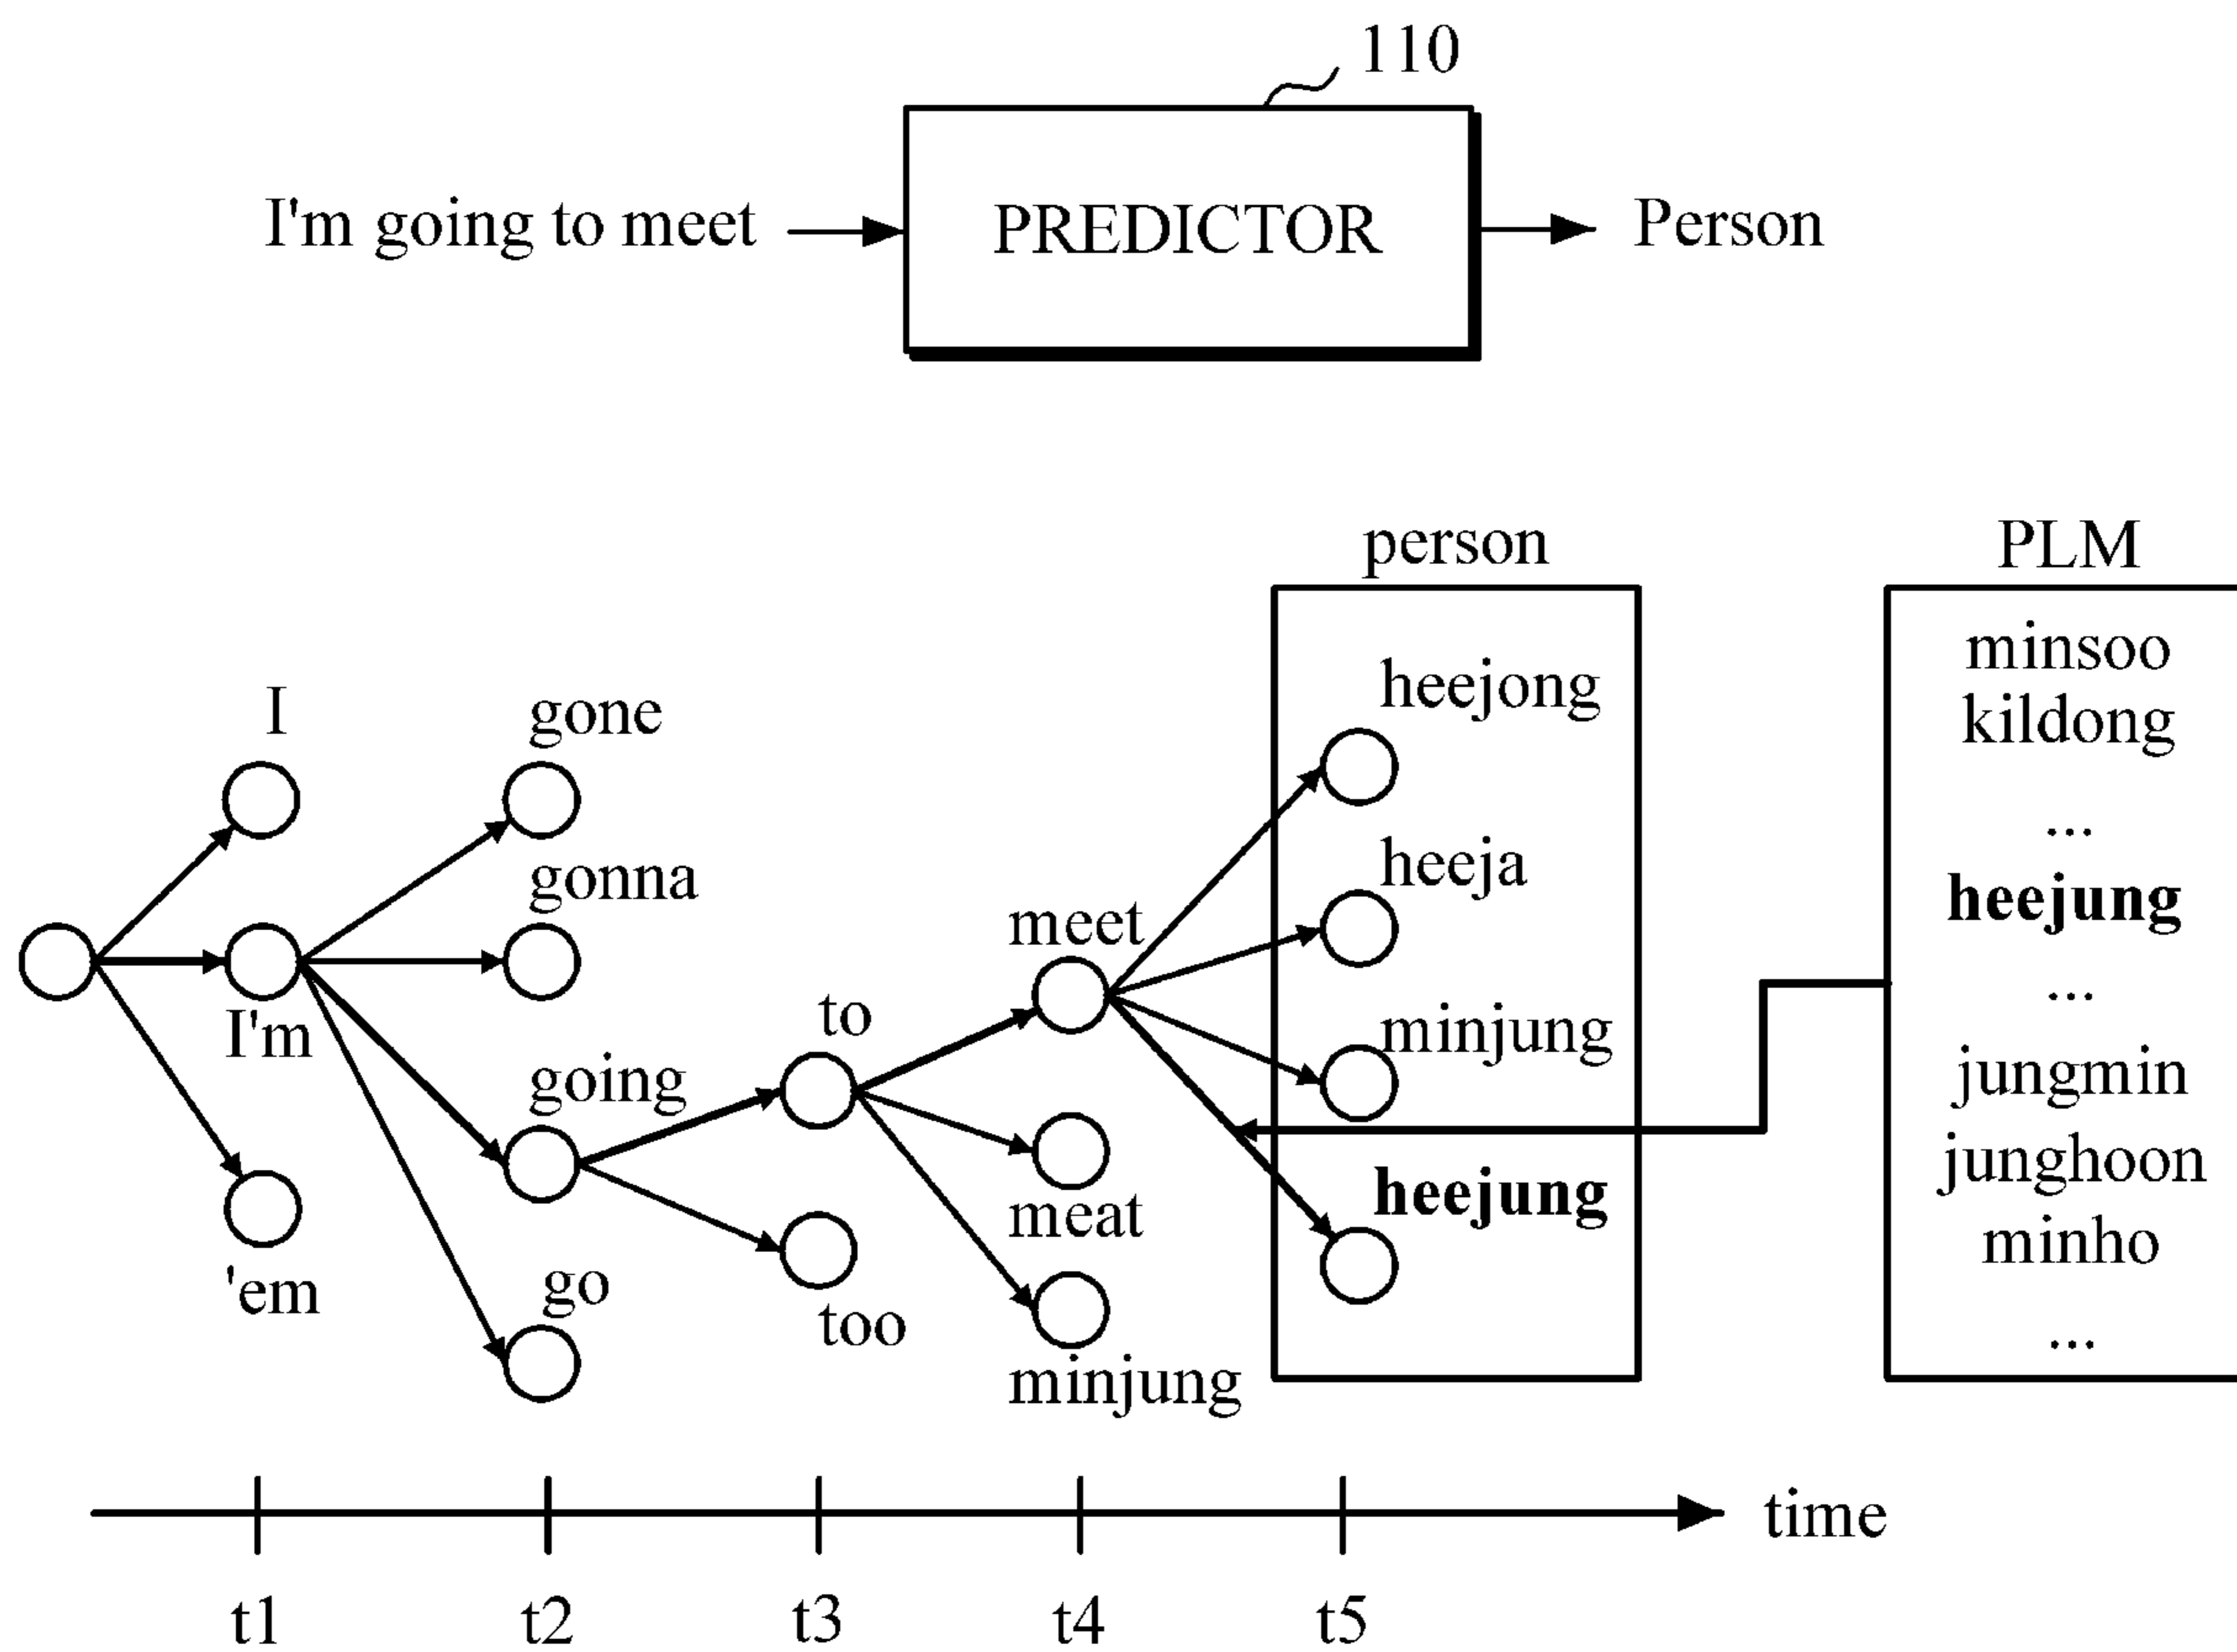 110
I'm going to meet
PREDICTOR
Person
person
PLM
minsoo
kildong
...
heejung
...
jungmin
junghoon
minho
...
I
I'm
'em
gone
gonna
going
go
to
too
meet
meat
minjung
heejong
heeja
minjung
heejung
time
t1 t2 t3 t4 t5